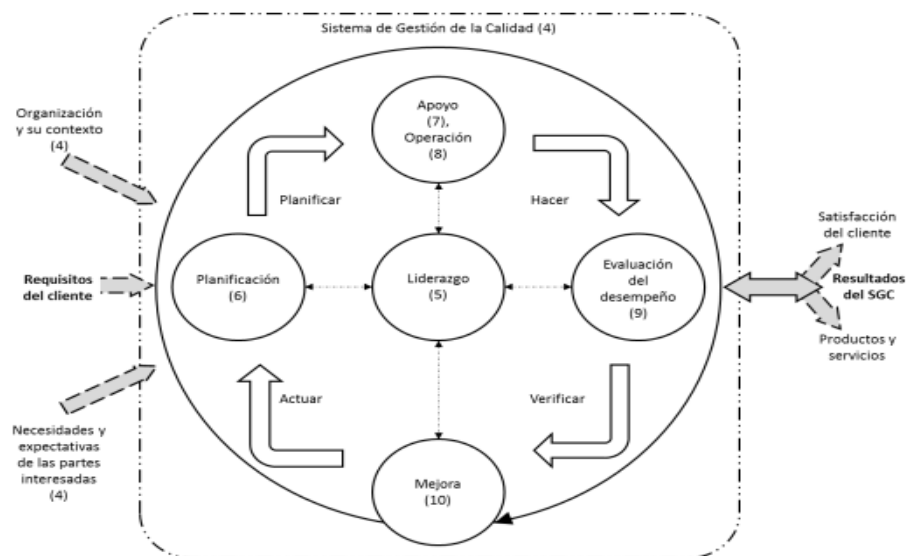 Sistema de Gestión de la Calidad (4)
Organización
y su contexto
(4)
Apoyo
(7),
Operación
(8)
Planificar
Hacer
Satisfacción
del cliente
Requisitos
del cliente
Planificación
(6)
Liderazgo
(5)
Evaluación
del
desempeño
(9)
Resultados
del SGC
Productos y
servicios
Actuar
Verificar
Necesidades y
expectativas
de las partes
interesadas
(4)
Mejora
(10)